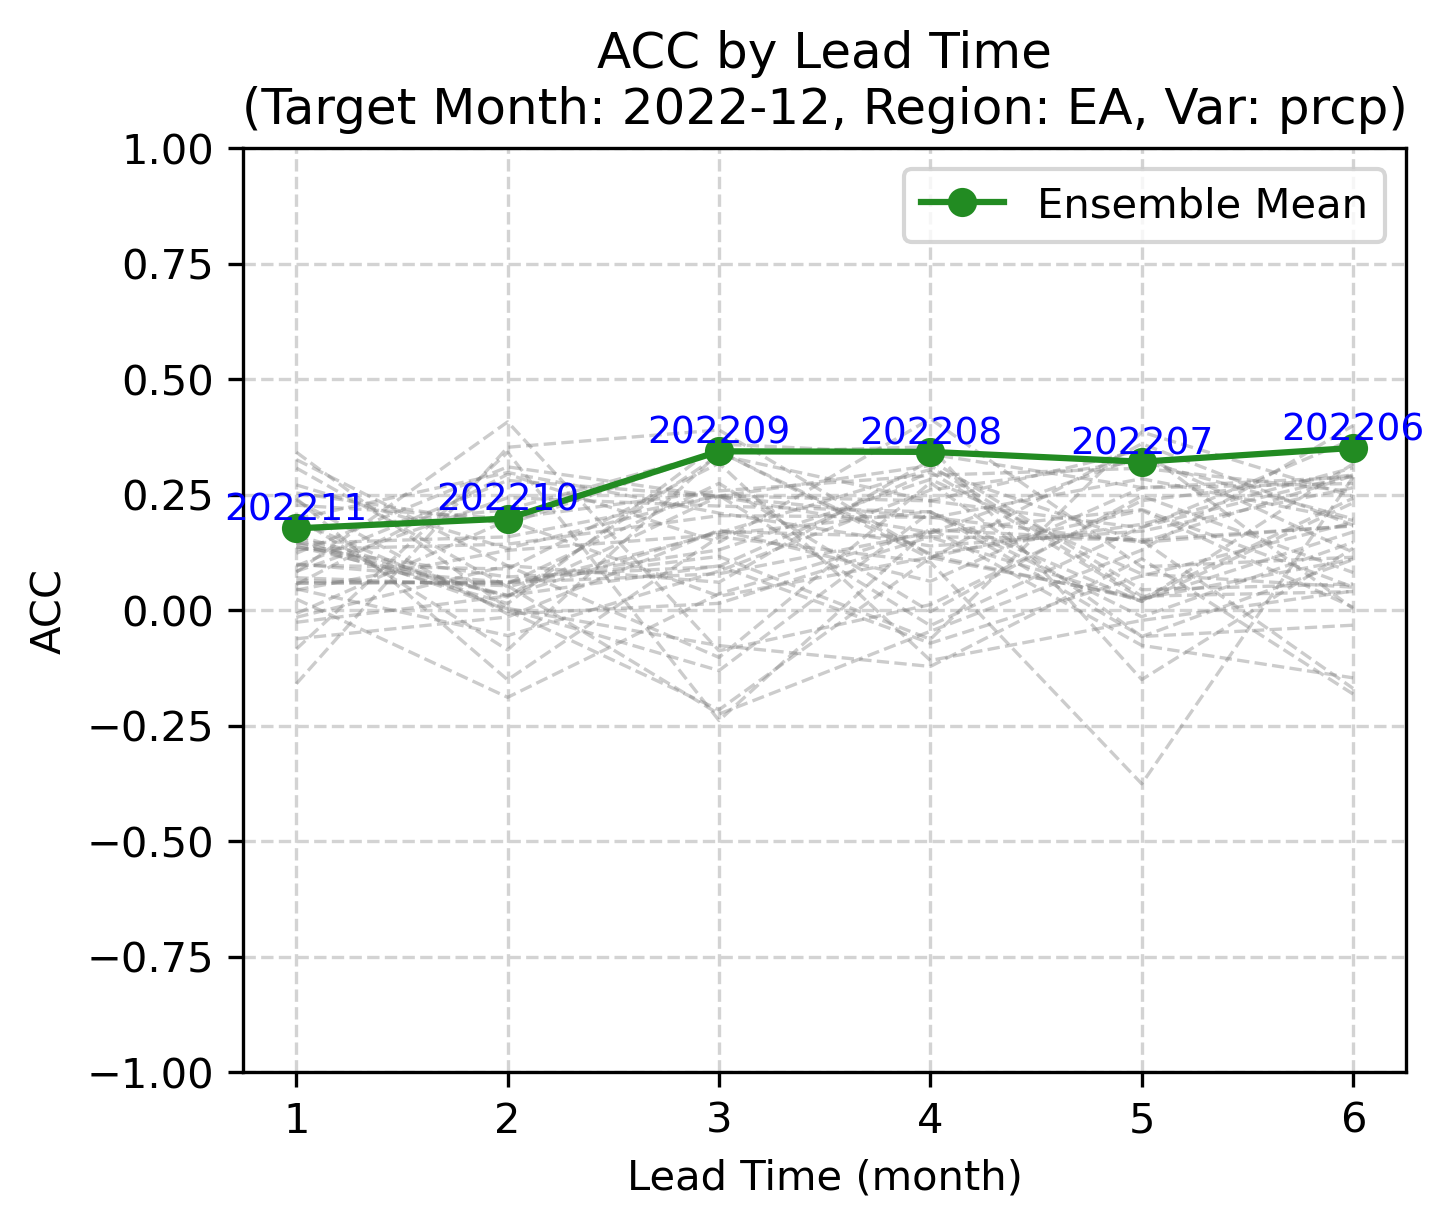 ACC by Lead Time
(Target Month: 2022-12, Region: EA, Var: prcp)
1.00
0.75
0.50
0.25
0.00
−0.25
−0.50
−0.75
−1.00
ACC
Ensemble Mean
202211
202210
202209
202208
202207
202206
1 2 3 4 5 6
Lead Time (month)